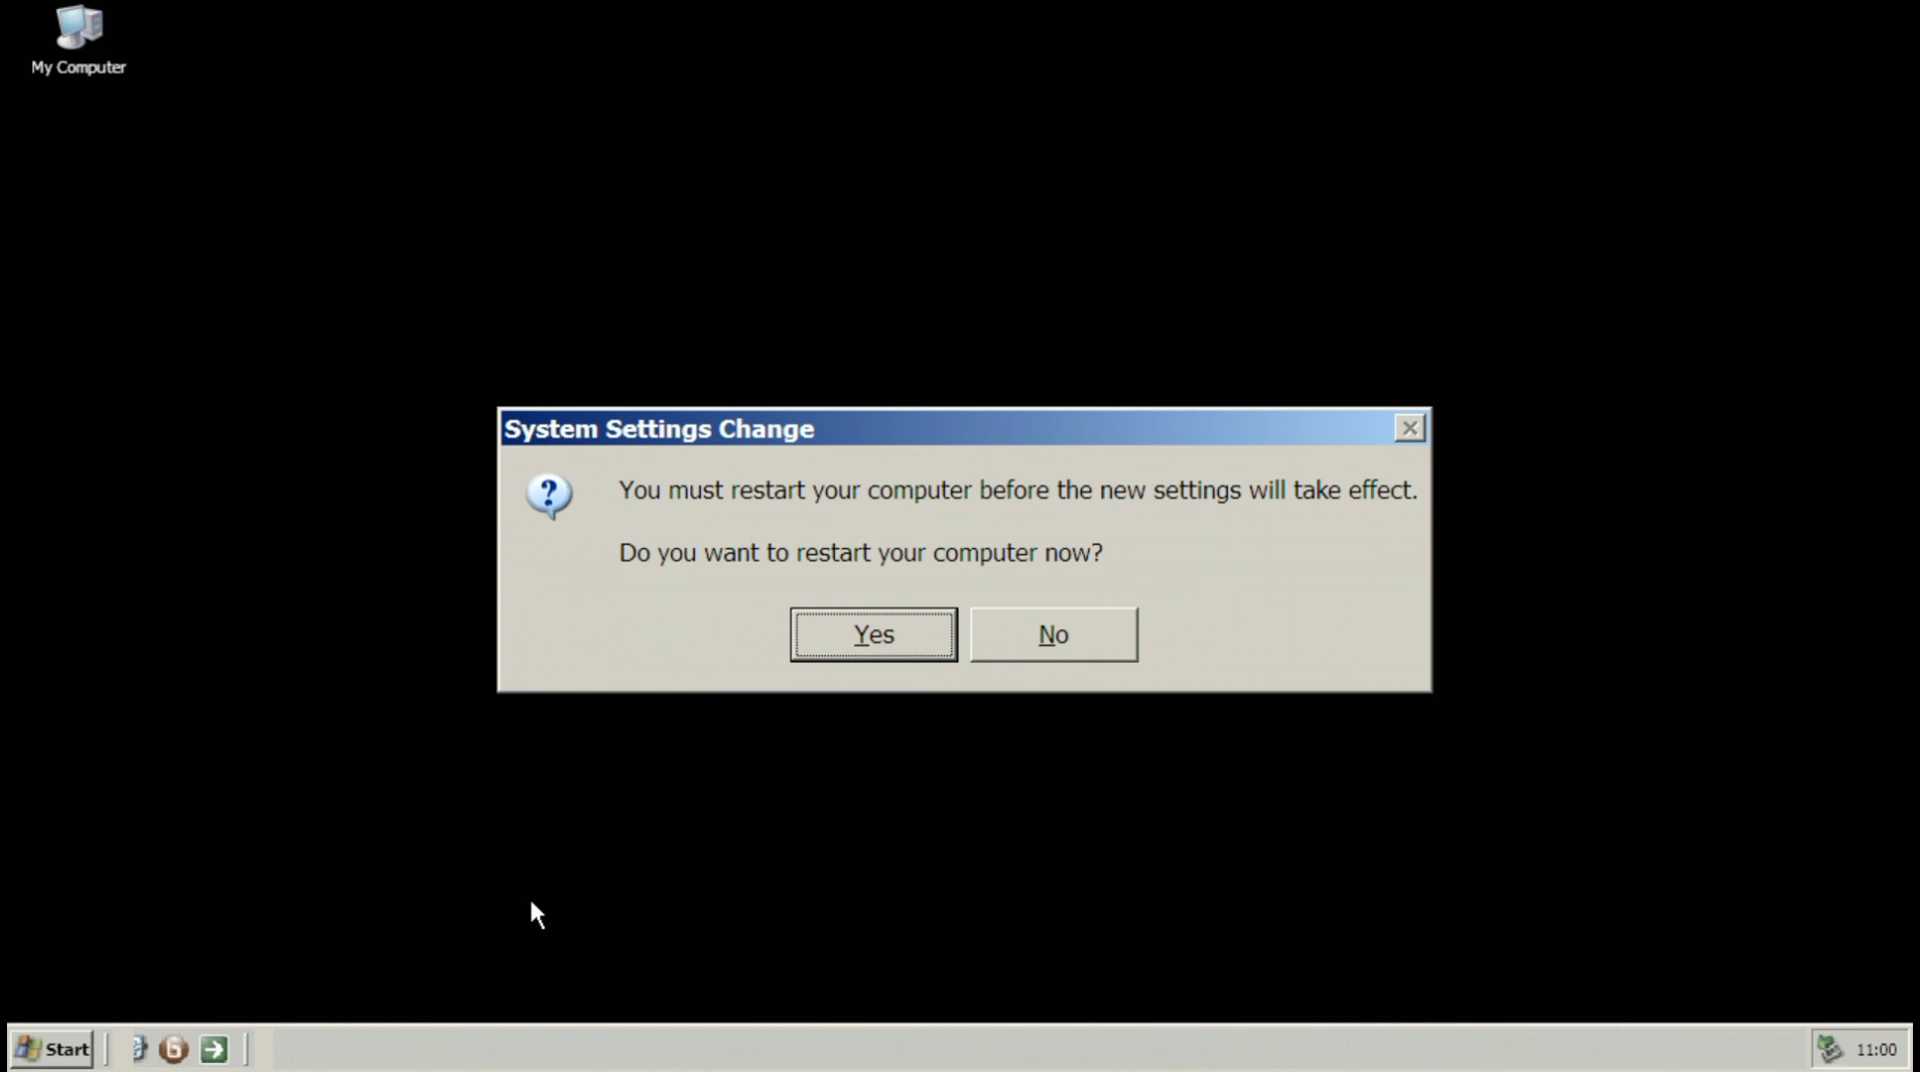 My Computer
System Settings Change
You must restart your computer before the new settings will take effect.
Do you want to restart your computer now?
Yes
No
Start
11:00